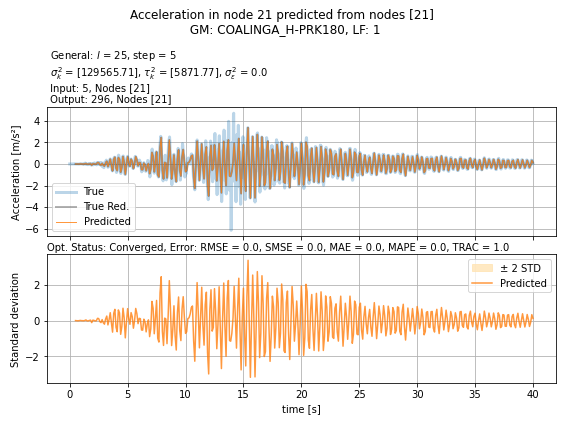 Acceleration in node 21 predicted from nodes [21]
GM: COALINGA_H-PRK180, LF: 1
General: l = 25, step = 5
σ²ₖ = [129565.71], τ²ₖ = [5871.77], σ²ε = 0.0
Input: 5, Nodes [21]
Output: 296, Nodes [21]
Acceleration [m/s²]
4
2
0
−2
−4
−6
True
True Red.
Predicted
Opt. Status: Converged, Error: RMSE = 0.0, SMSE = 0.0, MAE = 0.0, MAPE = 0.0, TRAC = 1.0
Standard deviation
2
0
−2
± 2 STD
Predicted
0 5 10 15 20 25 30 35 40
time [s]